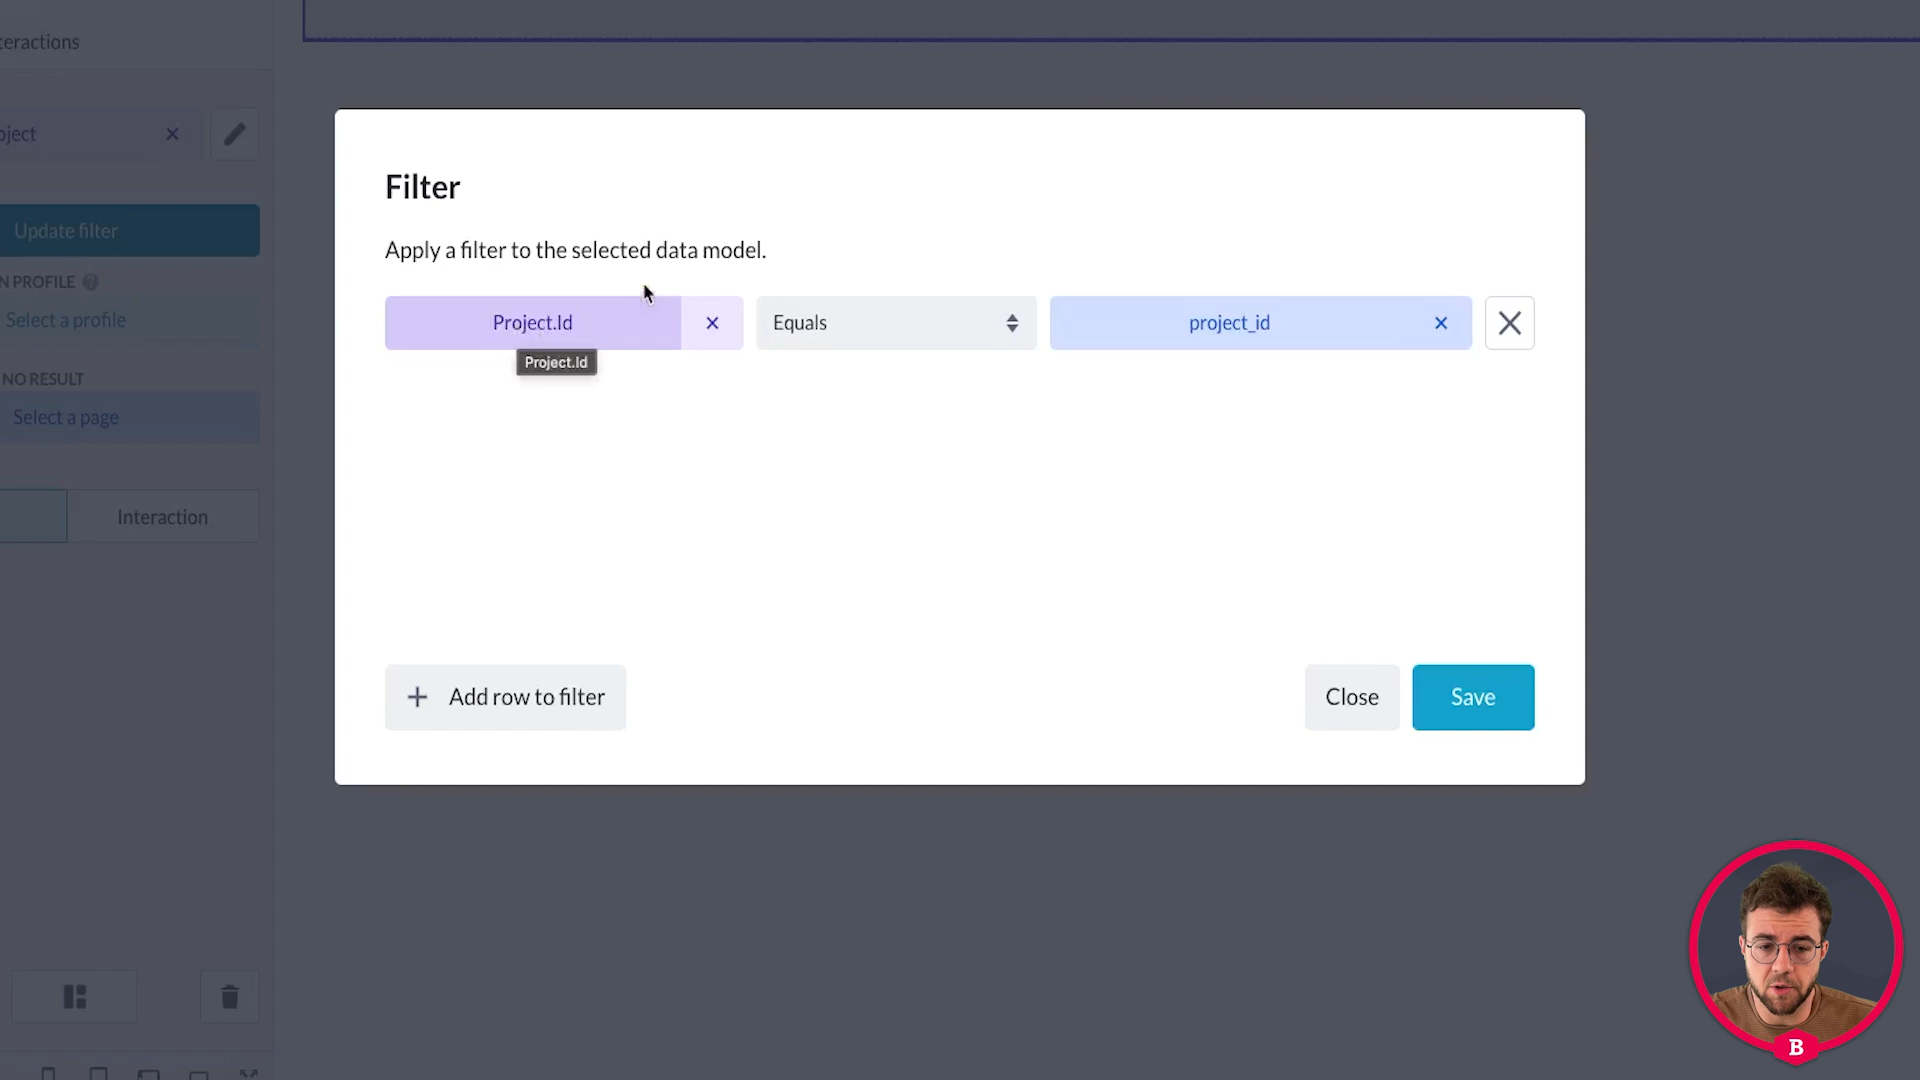 teractions
oject
Update filter
N PROFILE ?
Select a profile
NO RESULT
Select a page
Interaction
Filter
Apply a filter to the selected data model.
Project.Id
Equals
project_id
Project.Id
Add row to filter
Close
Save
B